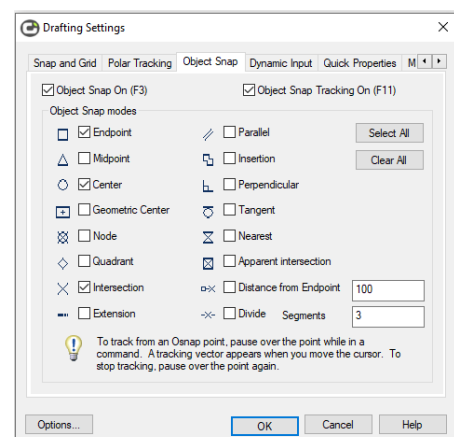 Drafting Settings
Snap and Grid Polar Tracking Object Snap Dynamic Input Quick Properties M
Object Snap On (F3) Object Snap Tracking On (F11)
Object Snap modes
Endpoint Parallel Select All
Midpoint Insertion Clear All
Center Perpendicular
Geometric Center Tangent
Node Nearest
Quadrant Apparent intersection
Intersection Distance from Endpoint 100
Extension Divide Segments 3
To track from an Osnap point, pause over the point while in a
command. A tracking vector appears when you move the cursor. To
stop tracking, pause over the point again.
Options... OK Cancel Help